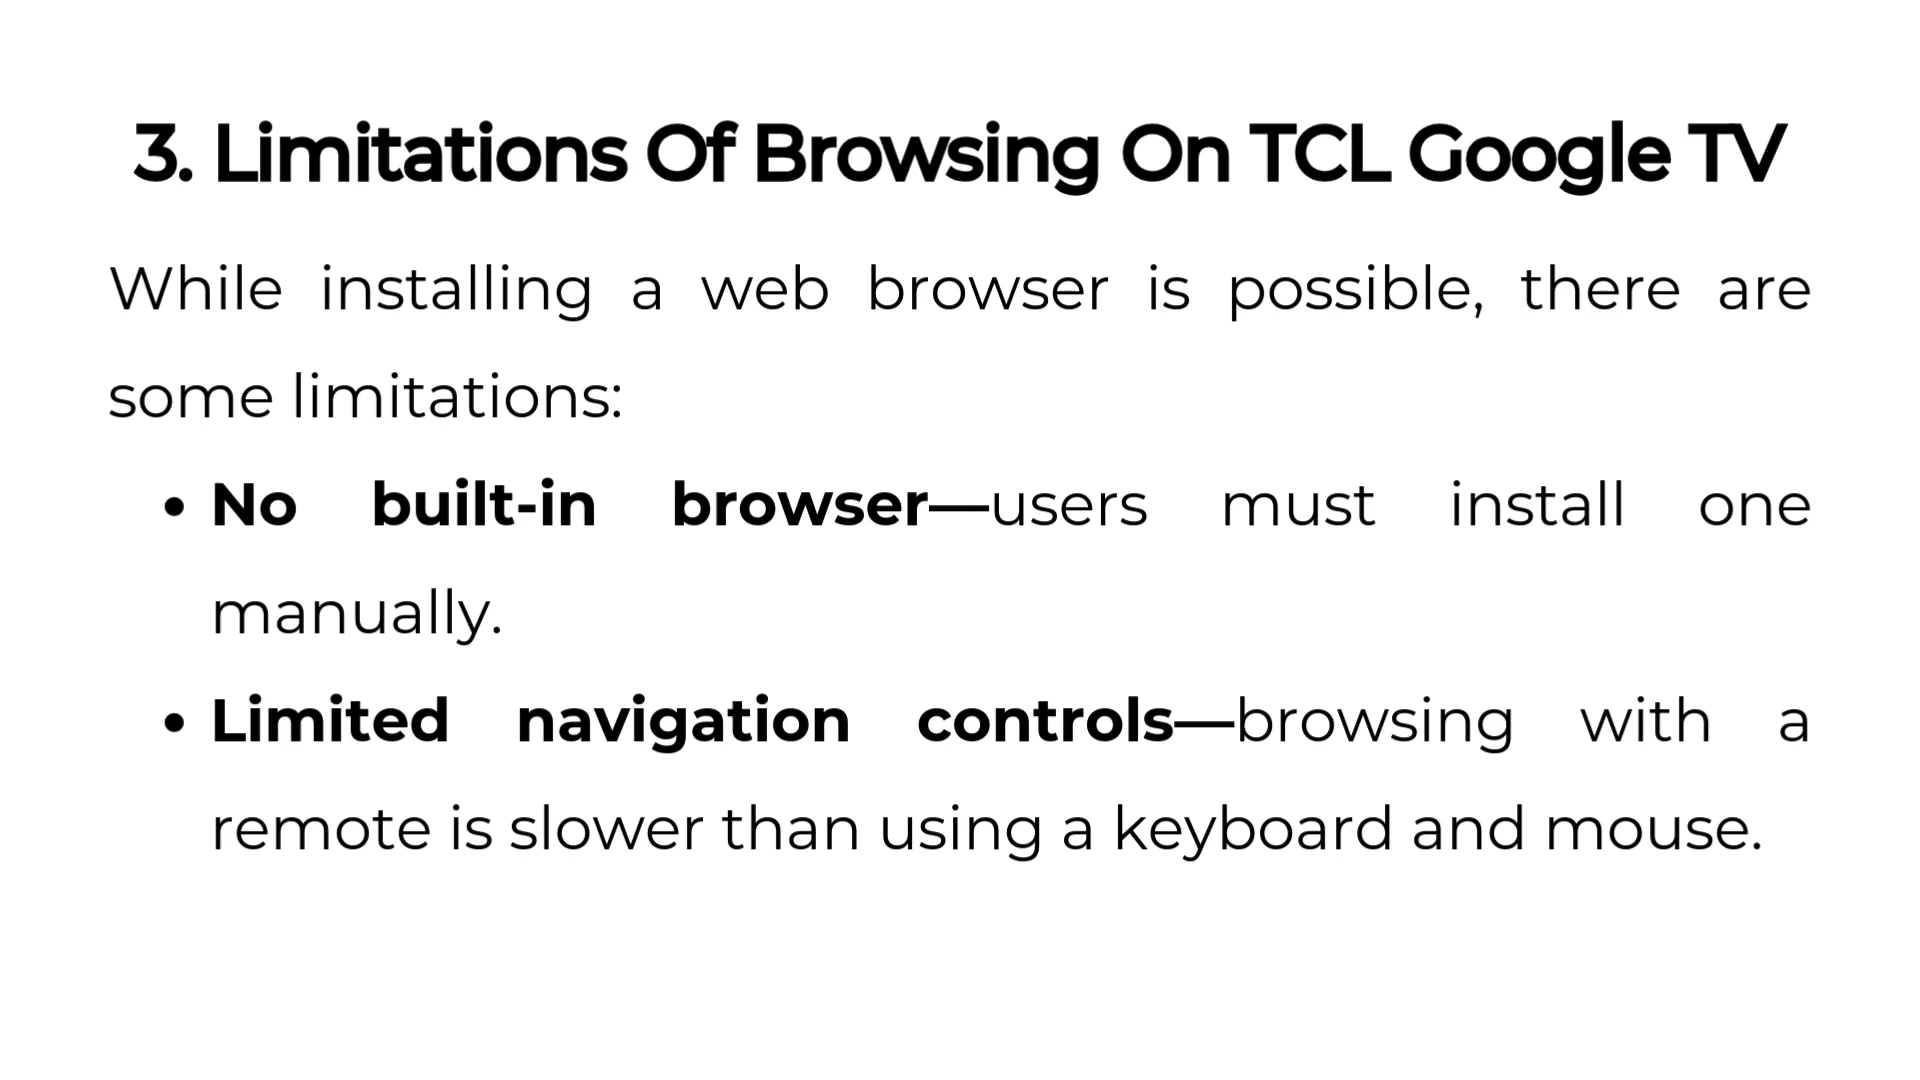 3. Limitations Of Browsing On TCL Google TV
While installing a web browser is possible, there are
some limitations:
• No built-in browser—users must install one
manually.
• Limited navigation controls—browsing with a
remote is slower than using a keyboard and mouse.